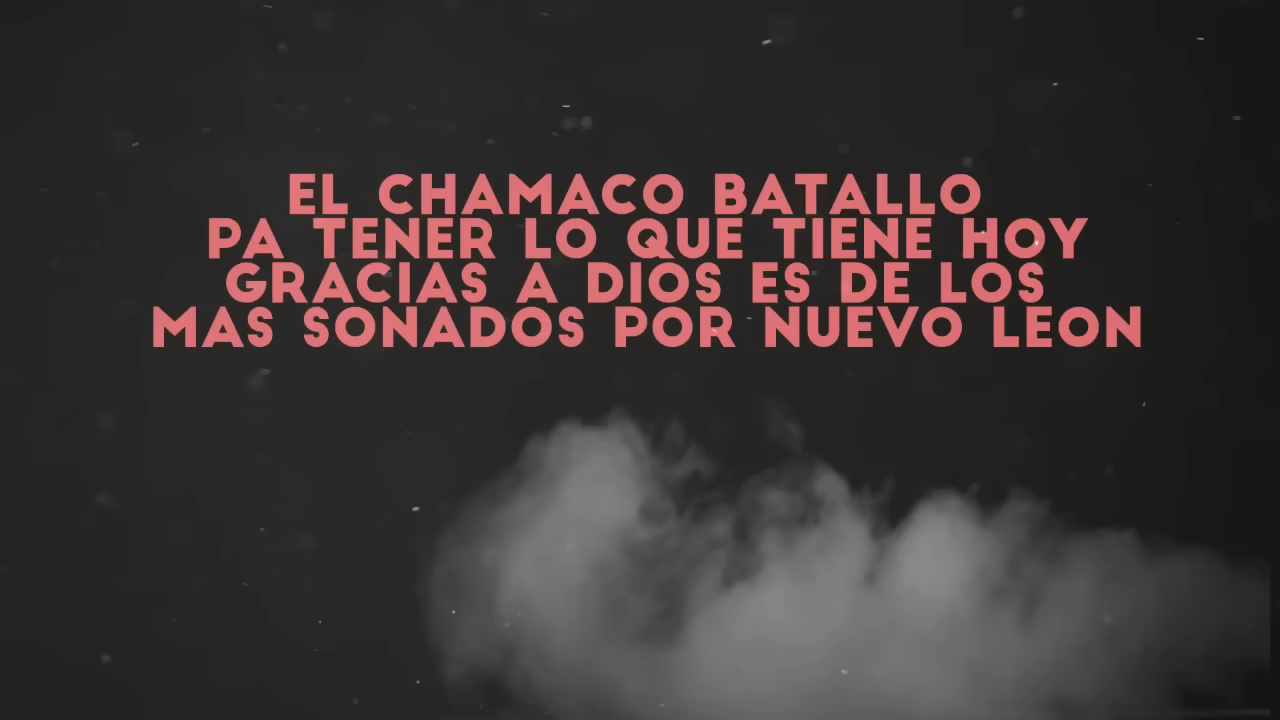 EL CHAMACO BATALLO
PA TENER LO QUE TIENE HOY
GRACIAS A DIOS ES DE LOS
MAS SONADOS POR NUEVO LEON